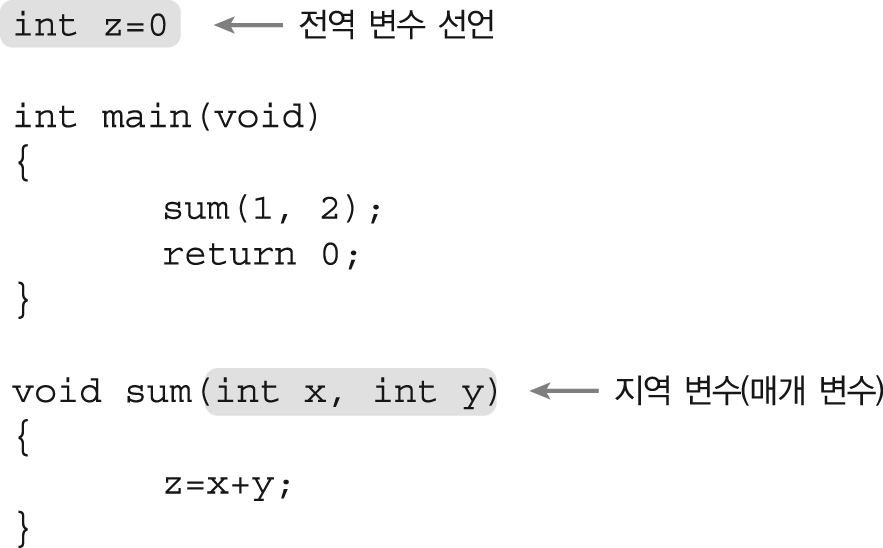 int z=0 전역 변수 선언
int main(void)
{
sum(1, 2);
return 0;
}
void sum(int x, int y) 지역 변수(매개 변수)
{
z=x+y;
}